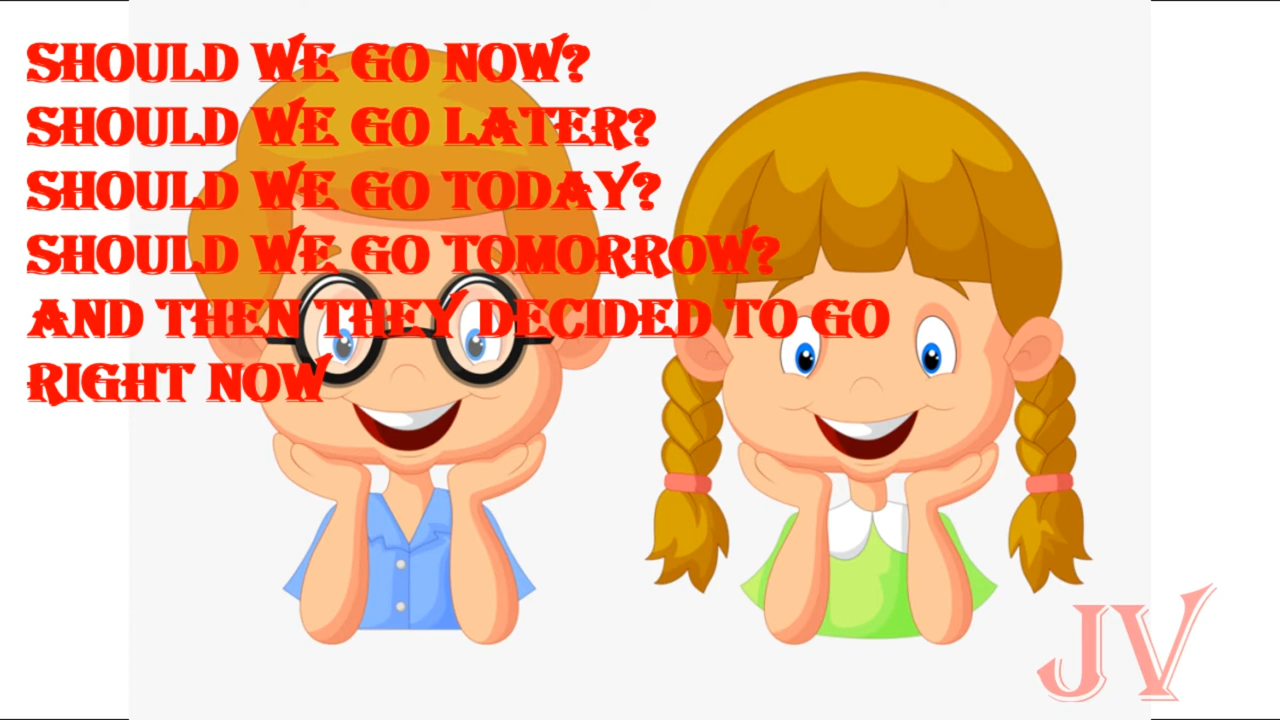 SHOULD WE GO NOW?
SHOULD WE GO LATER?
SHOULD WE GO TODAY?
SHOULD WE GO TOMORROW?
AND THEN THEY DECIDED TO GO
RIGHT NOW
JV